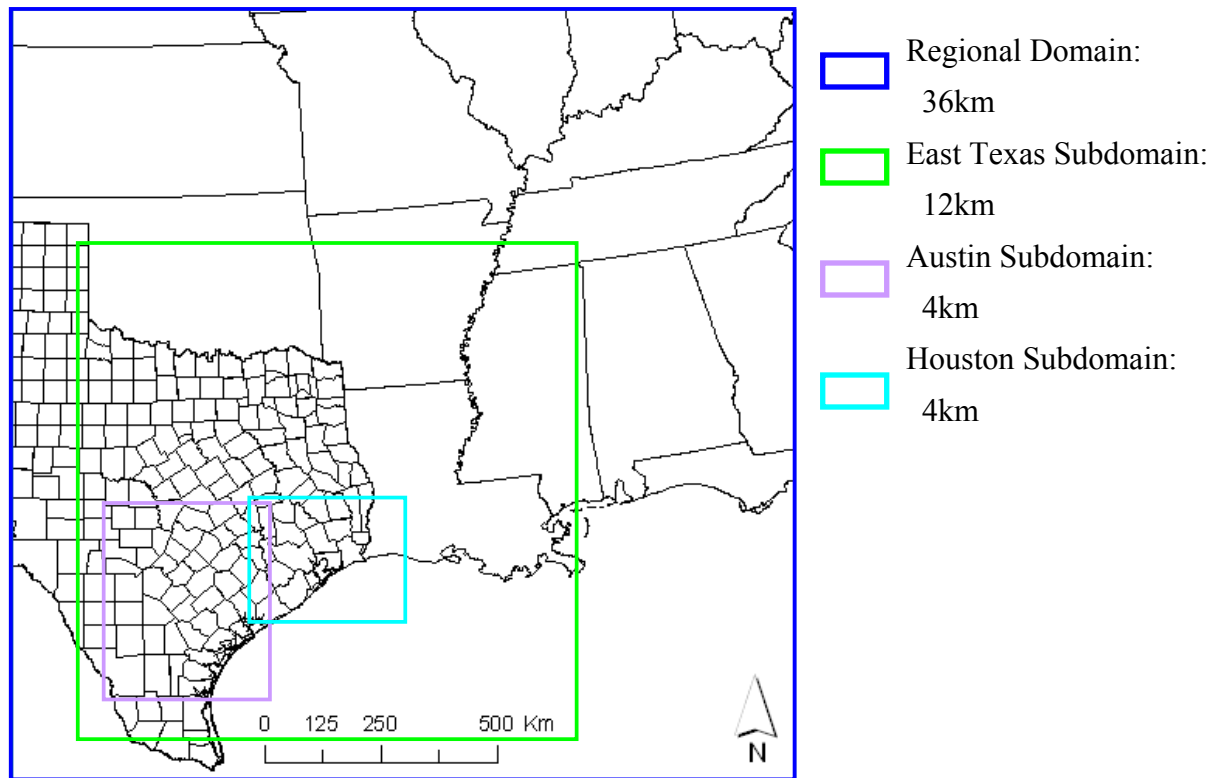 Regional Domain:
36km
East Texas Subdomain:
12km
Austin Subdomain:
4km
Houston Subdomain:
4km
0 125 250 500 Km
N